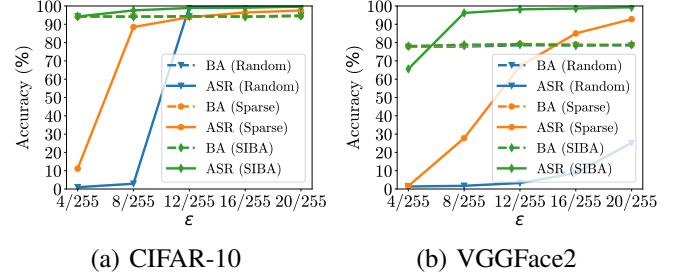 Accuracy (%)
100
90
80
70
60
50
40
30
20
10
0
BA (Random)
ASR (Random)
BA (Sparse)
ASR (Sparse)
BA (SIBA)
ASR (SIBA)
4/255 8/255 12/255 16/255 20/255
ε
(a) CIFAR-10
Accuracy (%)
100
90
80
70
60
50
40
30
20
10
0
BA (Random)
ASR (Random)
BA (Sparse)
ASR (Sparse)
BA (SIBA)
ASR (SIBA)
4/255 8/255 12/255 16/255 20/255
ε
(b) VGGFace2